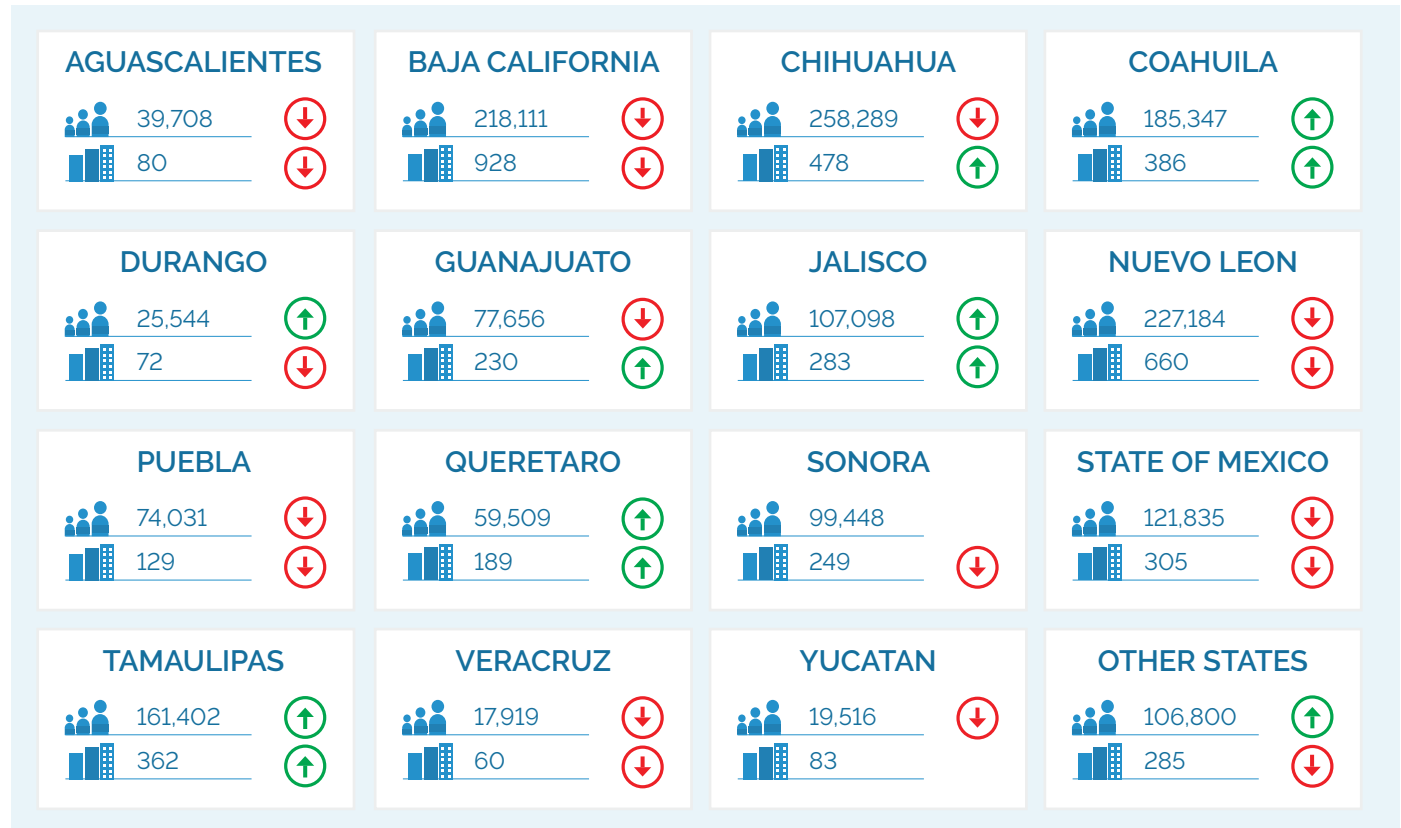 AGUASCALIENTES
39,708
80
BAJA CALIFORNIA
218,111
928
CHIHUAHUA
258,289
478
COAHUILA
185,347
386
DURANGO
25,544
72
GUANAJUATO
77,656
230
JALISCO
107,098
283
NUEVO LEON
227,184
660
PUEBLA
74,031
129
QUERETARO
59,509
189
SONORA
99,448
249
STATE OF MEXICO
121,835
305
TAMAULIPAS
161,402
362
VERACRUZ
17,919
60
YUCATAN
19,516
83
OTHER STATES
106,800
285